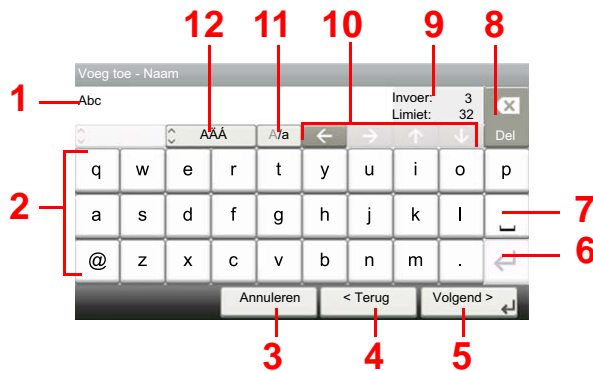 12 11 10 9 8
Voeg toe - Naam
1 Abc Invoer: 3
Limiet: 32
AÄÁ A/a ← → ↑ ↓ Del
q w e r t y u i o p
2 a s d f g h j k l 7
@ z x c v b n m . 6
Annuleren < Terug Volgend >
3 4 5